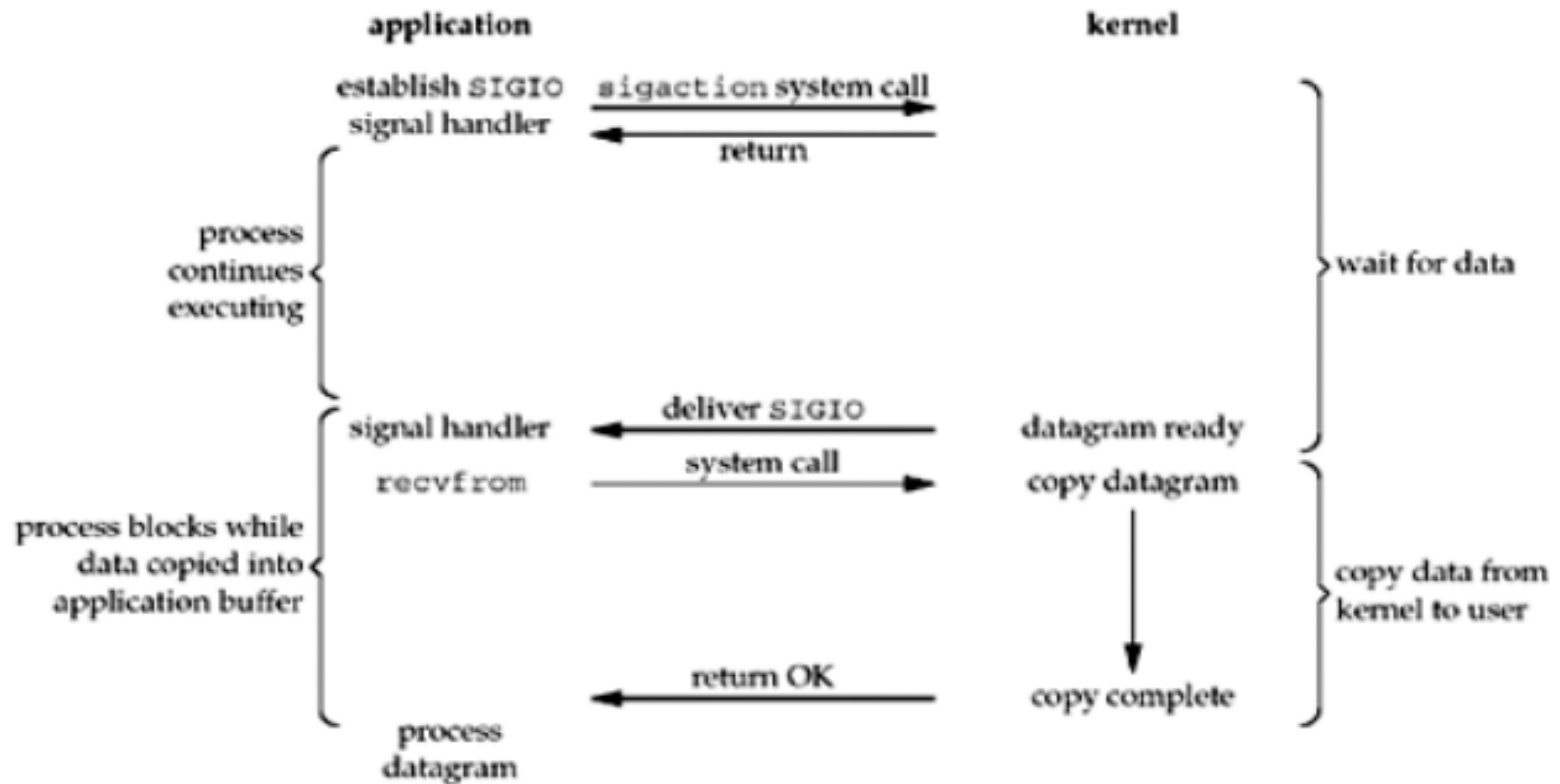 application
kernel
establish SIGIO
signal handler
sigaction system call
return
process
continues
executing
wait for data
signal handler
deliver SIGIO
datagram ready
recvfrom
system call
copy datagram
process blocks while
data copied into
application buffer
copy data from
kernel to user
return OK
copy complete
process
datagram